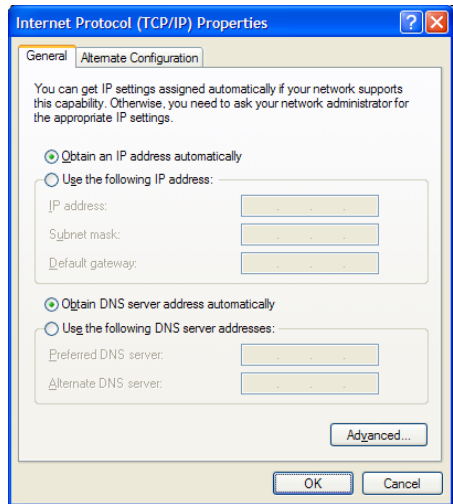 Internet Protocol (TCP/IP) Properties
General
Alternate Configuration
You can get IP settings assigned automatically if your network supports
this capability. Otherwise, you need to ask your network administrator for
the appropriate IP settings.
Obtain an IP address automatically
Use the following IP address:
IP address:
Subnet mask:
Default gateway:
Obtain DNS server address automatically
Use the following DNS server addresses:
Preferred DNS server:
Alternate DNS server:
Advanced...
OK
Cancel